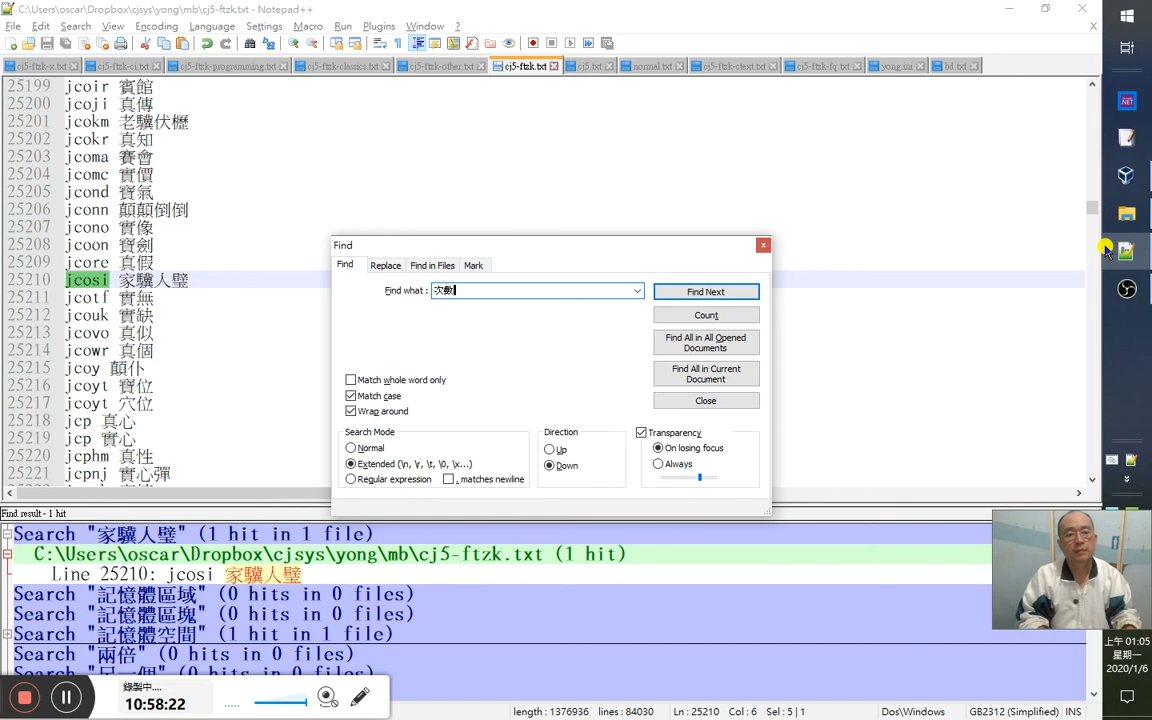 C:\Users\oscar\Dropbox\cjsys\yong\mb\cj5-ftzk.txt - Notepad++
File Edit Search View Encoding Language Settings Macro Run Plugins Window ?
cj5-ftzk-x.txt cj5-ftzk-ci.txt cj5-ftzk-programming.txt cj5-ftzk-classics.txt cj5-ftzk-other.txt cj5-ftzk.txt cj5.txt normal.txt cj5-ftzk-ctext.txt cj5-ftzk-fq.txt yong.ini bd.txt
25199 jcoir 賓館
25200 jcoji 真傳
25201 jcokm 老驥伏櫪
25202 jcokr 真知
25203 jcoma 賽會
25204 jcomc 實價
25205 jcond 寶氣
25206 jconn 顛顛倒倒
25207 jcono 實像
25208 jcoon 寶劍
25209 jcore 真假
25210 jcosi 家驥人璧
25211 jcotf 實無
25212 jcouk 實缺
25213 jcovo 真似
25214 jcowr 真個
25215 jcoy 顛仆
25216 jcoyt 寶位
25217 jcoyt 穴位
25218 jcp 真心
25219 jcp 實心
25220 jcphm 真性
25221 jcpnj 實心彈
Find
Find Replace Find in Files Mark
Find what : 次數
Find Next
Count
Find All in All Opened Documents
Find All in Current Document
Close
Match whole word only
Match case
Wrap around
Search Mode
Normal
Extended (\n, \r, \t, \0, \x...)
Regular expression . matches newline
Direction
Up
Down
Transparency
On losing focus
Always
Find result - 1 hit
Search "家驥人璧" (1 hit in 1 file)
C:\Users\oscar\Dropbox\cjsys\yong\mb\cj5-ftzk.txt (1 hit)
Line 25210: jcosi 家驥人璧
Search "記憶體區域" (0 hits in 0 files)
Search "記憶體區塊" (0 hits in 0 files)
Search "記憶體空間" (1 hit in 1 file)
Search "兩倍" (0 hits in 0 files)
Search "另一個" (0 hits in 0 files)
錄製中....
10:58:22
length : 1376936 lines : 84030 Ln : 25210 Col : 6 Sel : 5 | 1 Dos\Windows GB2312 (Simplified) INS
.NET
上午 01:05
星期一
2020/1/6